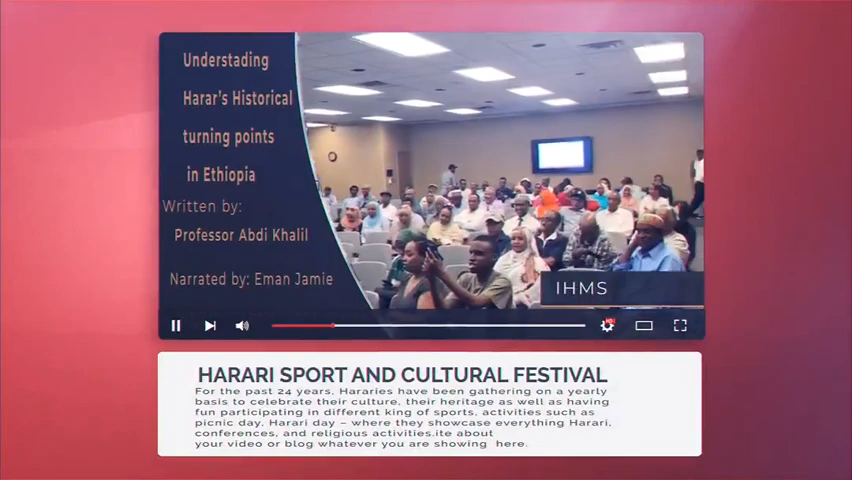 Understading
Harar's Historical
turning points
in Ethiopia
Written by:
Professor Abdi Khalil
Narrated by: Eman Jamie
IHMS
HD
HARARI SPORT AND CULTURAL FESTIVAL
For the past 24 years, Hararies have been gathering on a yearly
basis to celebrate their culture, their heritage as well as having
fun participating in different king of sports, activities such as
picnic day, Harari day – where they showcase everything Harari,
conferences, and religious activities.ite about
your video or blog whatever you are showing here.